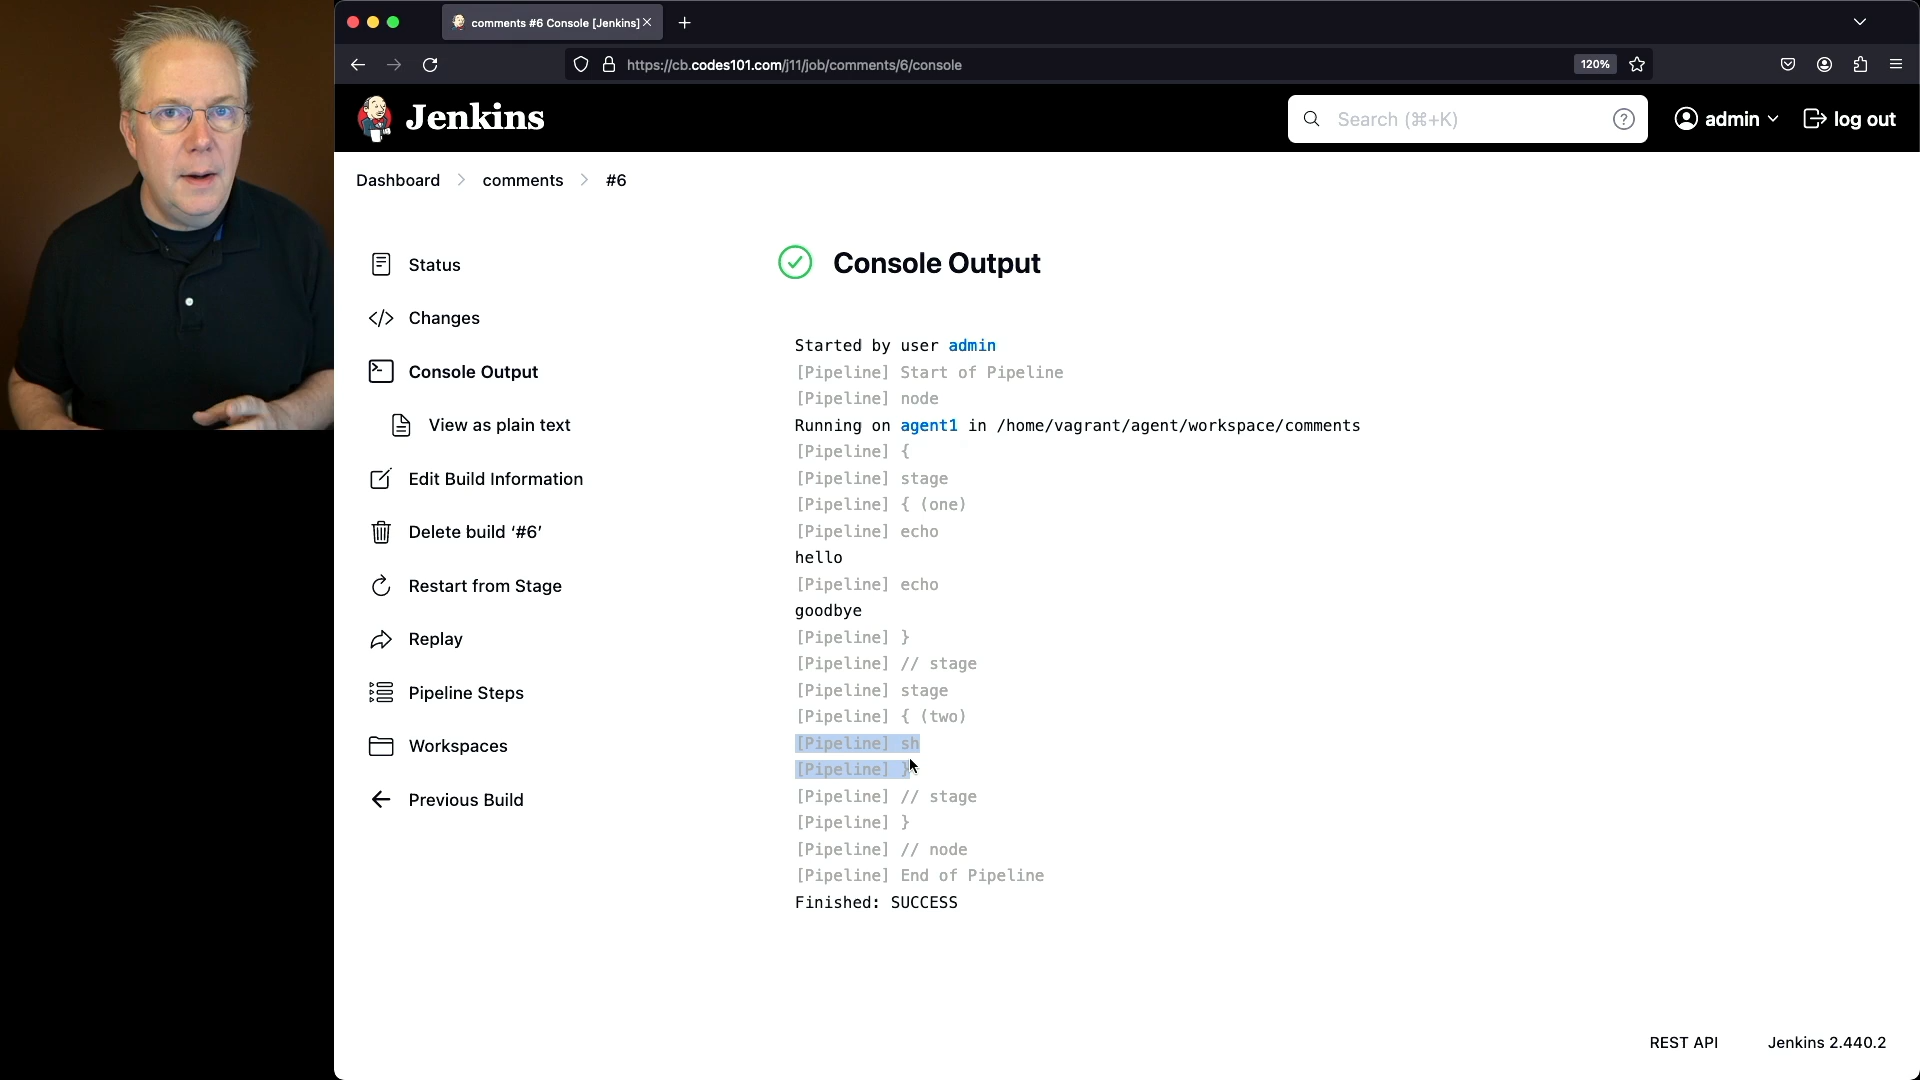 comments #6 Console [Jenkins]
https://cb.codes101.com/j11/job/comments/6/console
120%
Jenkins
Search (⌘+K)
admin
log out
Dashboard
comments
#6
Status
Changes
Console Output
View as plain text
Edit Build Information
Delete build ‘#6’
Restart from Stage
Replay
Pipeline Steps
Workspaces
Previous Build
Console Output
Started by user admin
[Pipeline] Start of Pipeline
[Pipeline] node
Running on agent1 in /home/vagrant/agent/workspace/comments
[Pipeline] {
[Pipeline] stage
[Pipeline] { (one)
[Pipeline] echo
hello
[Pipeline] echo
goodbye
[Pipeline] }
[Pipeline] // stage
[Pipeline] stage
[Pipeline] { (two)
[Pipeline] sh
[Pipeline] }
[Pipeline] // stage
[Pipeline] }
[Pipeline] // node
[Pipeline] End of Pipeline
Finished: SUCCESS
REST API
Jenkins 2.440.2